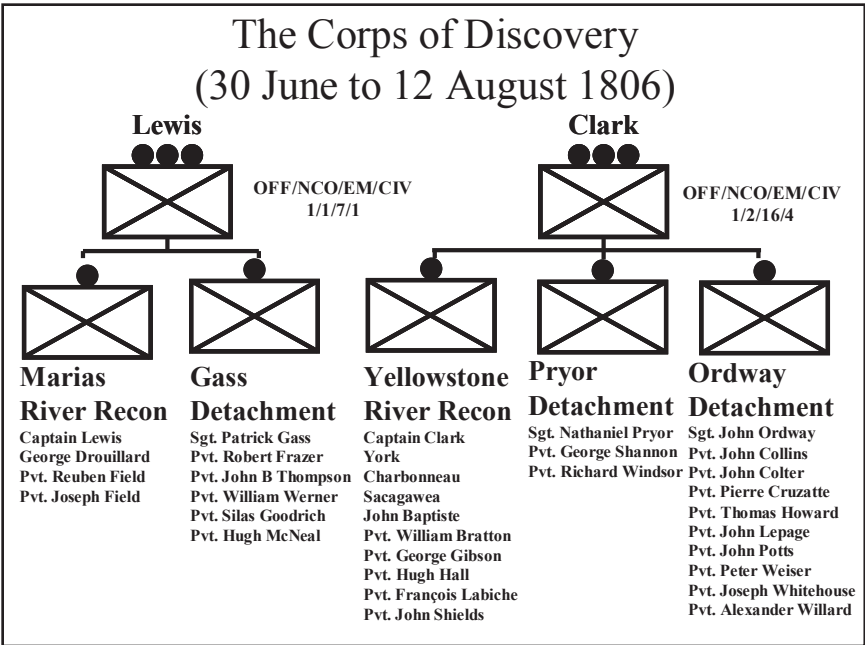 The Corps of Discovery
(30 June to 12 August 1806)
Lewis
OFF/NCO/EM/CIV
1/1/7/1
Clark
OFF/NCO/EM/CIV
1/2/16/4
Marias
River Recon
Captain Lewis
George Drouillard
Pvt. Reuben Field
Pvt. Joseph Field
Gass
Detachment
Sgt. Patrick Gass
Pvt. Robert Frazer
Pvt. John B Thompson
Pvt. William Werner
Pvt. Silas Goodrich
Pvt. Hugh McNeal
Yellowstone
River Recon
Captain Clark
York
Charbonneau
Sacagawea
John Baptiste
Pvt. William Bratton
Pvt. George Gibson
Pvt. Hugh Hall
Pvt. François Labiche
Pvt. John Shields
Pryor
Detachment
Sgt. Nathaniel Pryor
Pvt. George Shannon
Pvt. Richard Windsor
Ordway
Detachment
Sgt. John Ordway
Pvt. John Collins
Pvt. John Colter
Pvt. Pierre Cruzatte
Pvt. Thomas Howard
Pvt. John Lepage
Pvt. John Potts
Pvt. Peter Weiser
Pvt. Joseph Whitehouse
Pvt. Alexander Willard